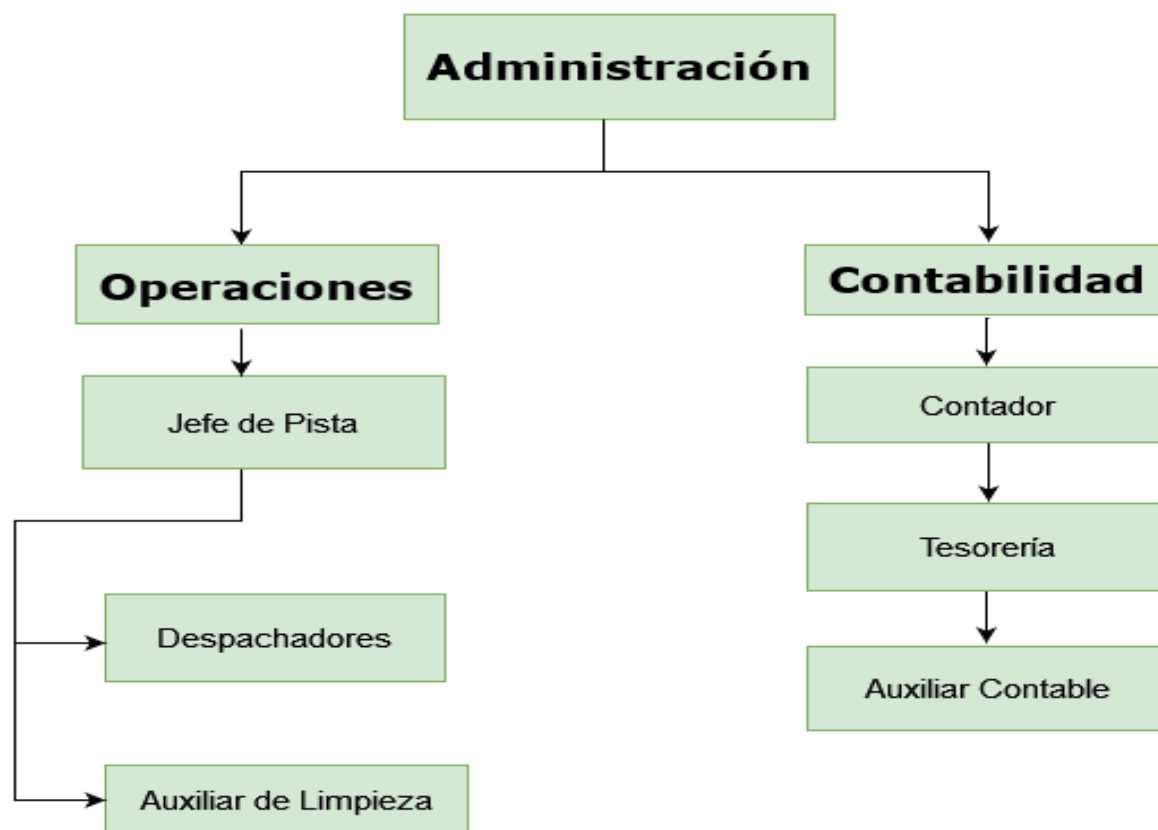 Administración
Operaciones
Contabilidad
Jefe de Pista
Contador
Tesorería
Despachadores
Auxiliar Contable
Auxiliar de Limpieza